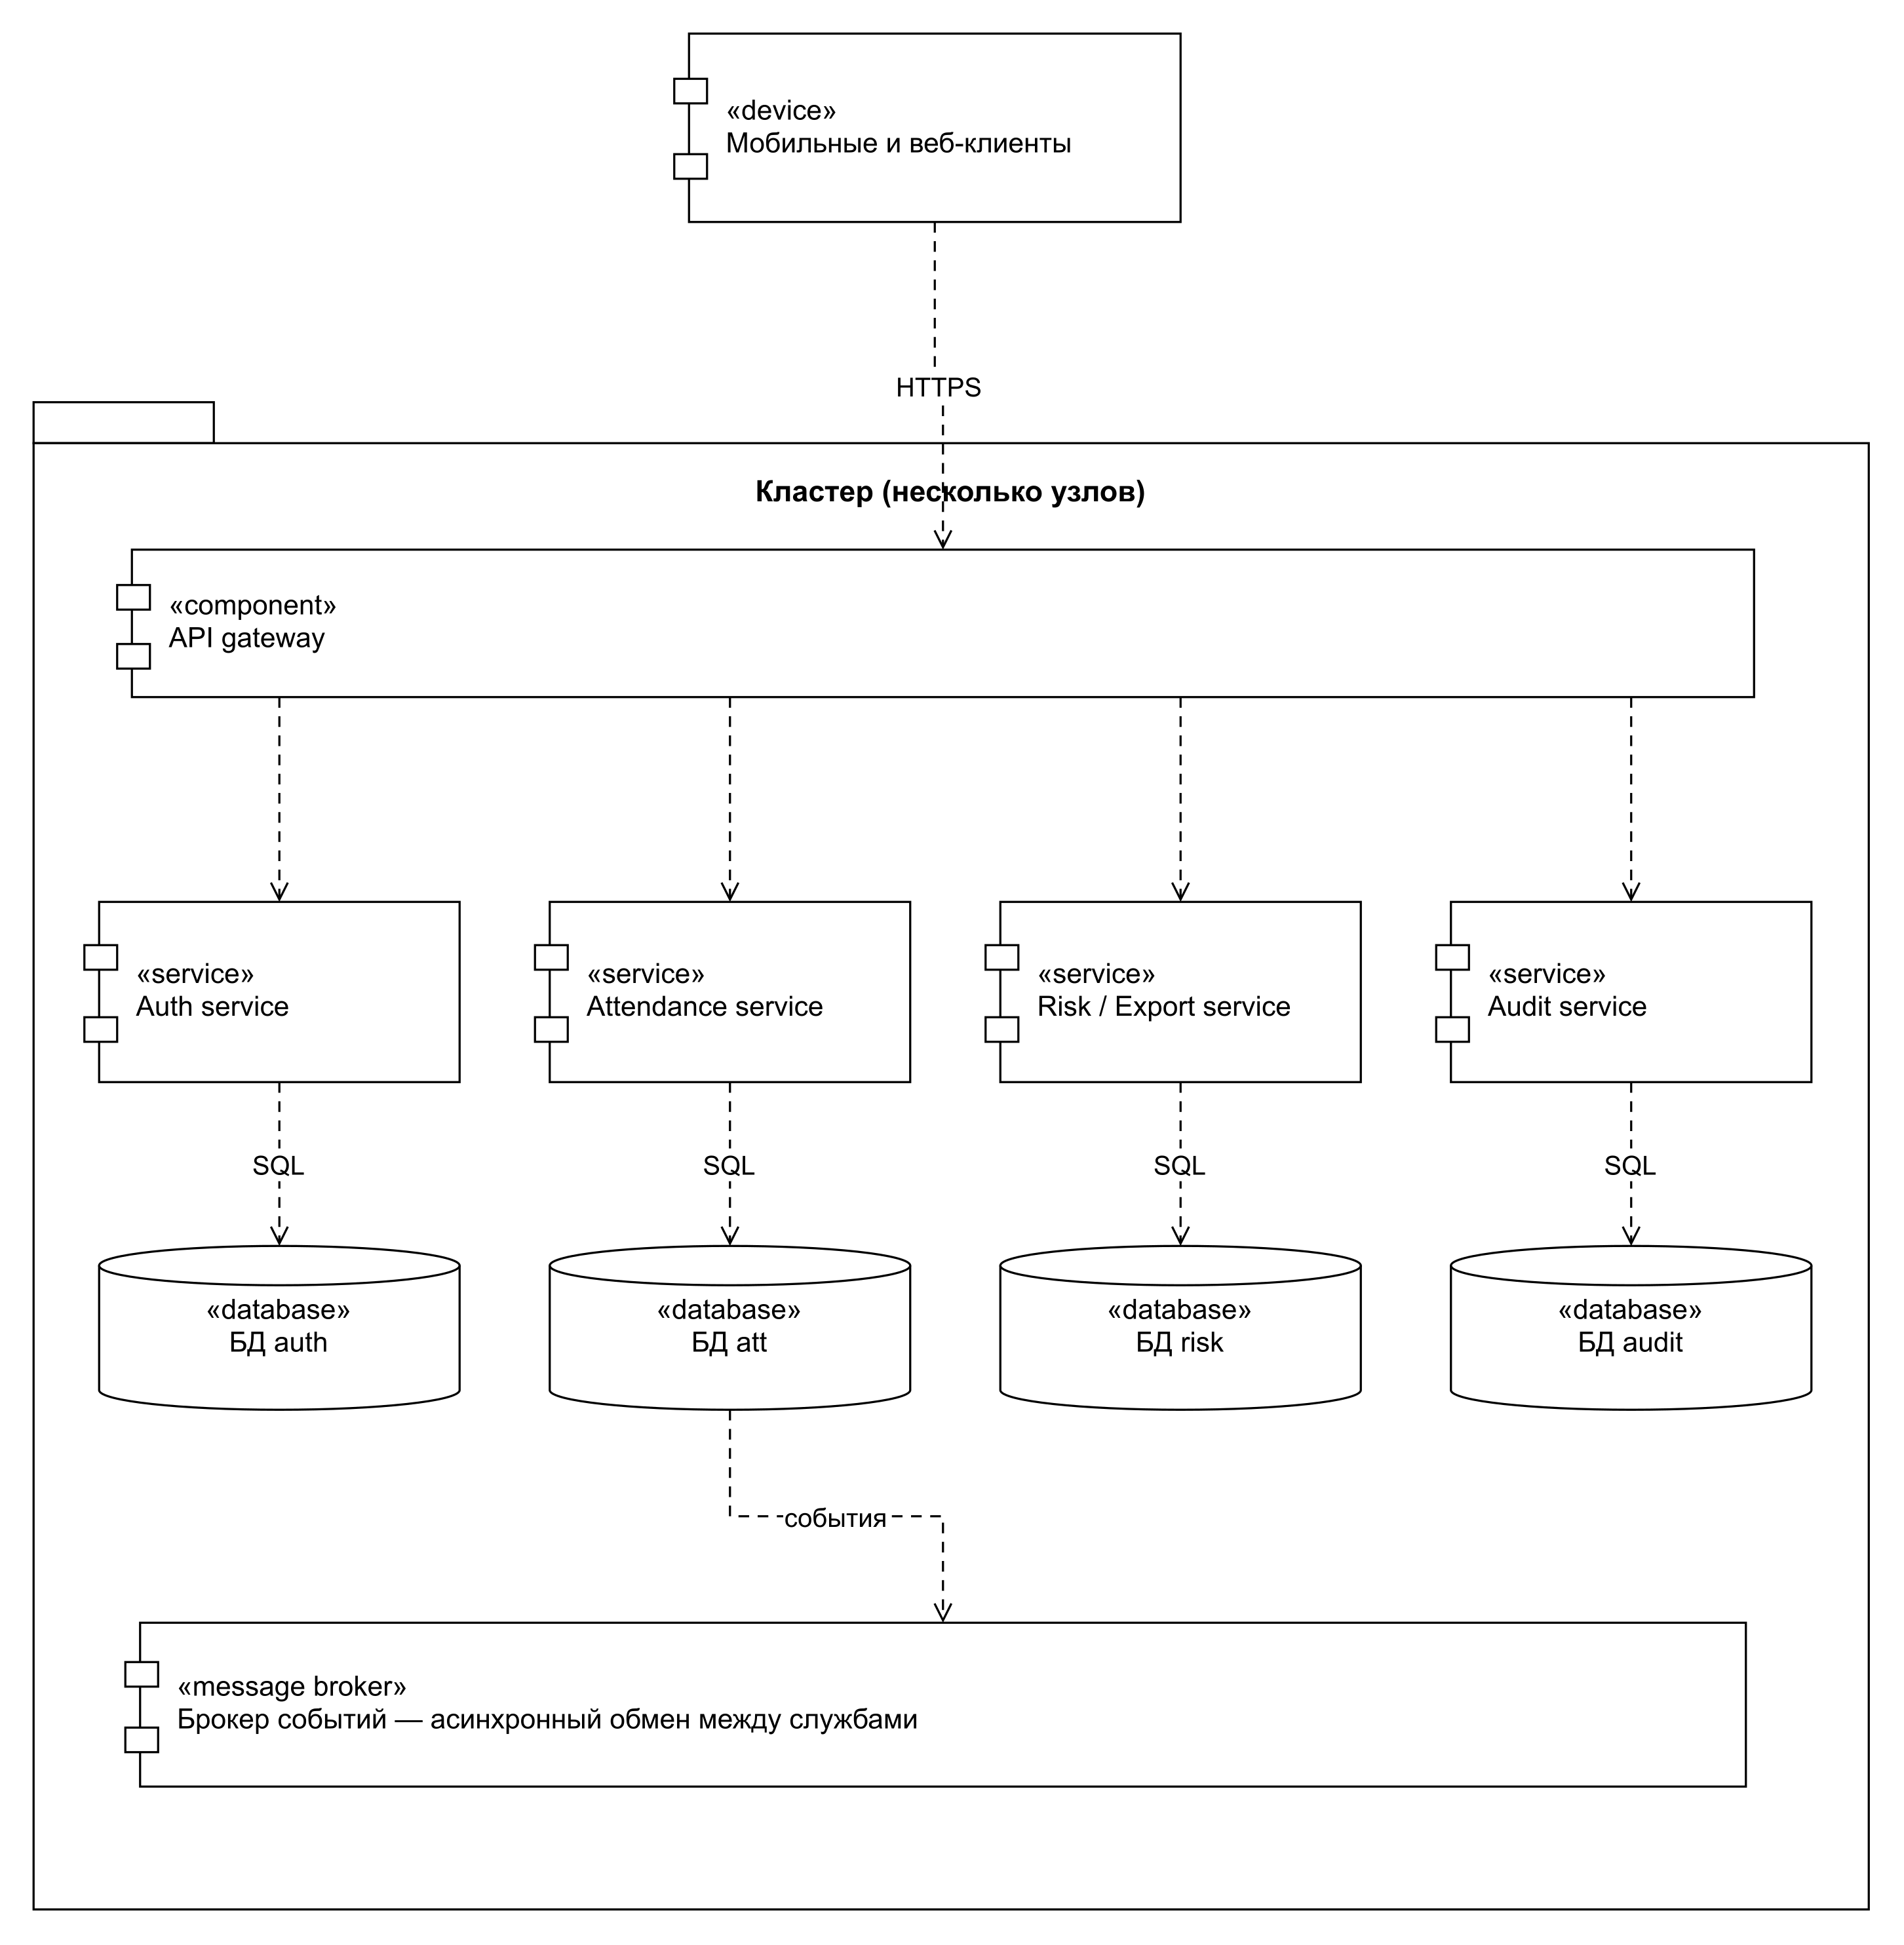 «device»
Мобильные и веб-клиенты
HTTPS
Кластер (несколько узлов)
«component»
API gateway
«service»
Auth service
«service»
Attendance service
«service»
Risk / Export service
«service»
Audit service
SQL
SQL
SQL
SQL
«database»
БД auth
«database»
БД att
«database»
БД risk
«database»
БД audit
события
«message broker»
Брокер событий — асинхронный обмен между службами